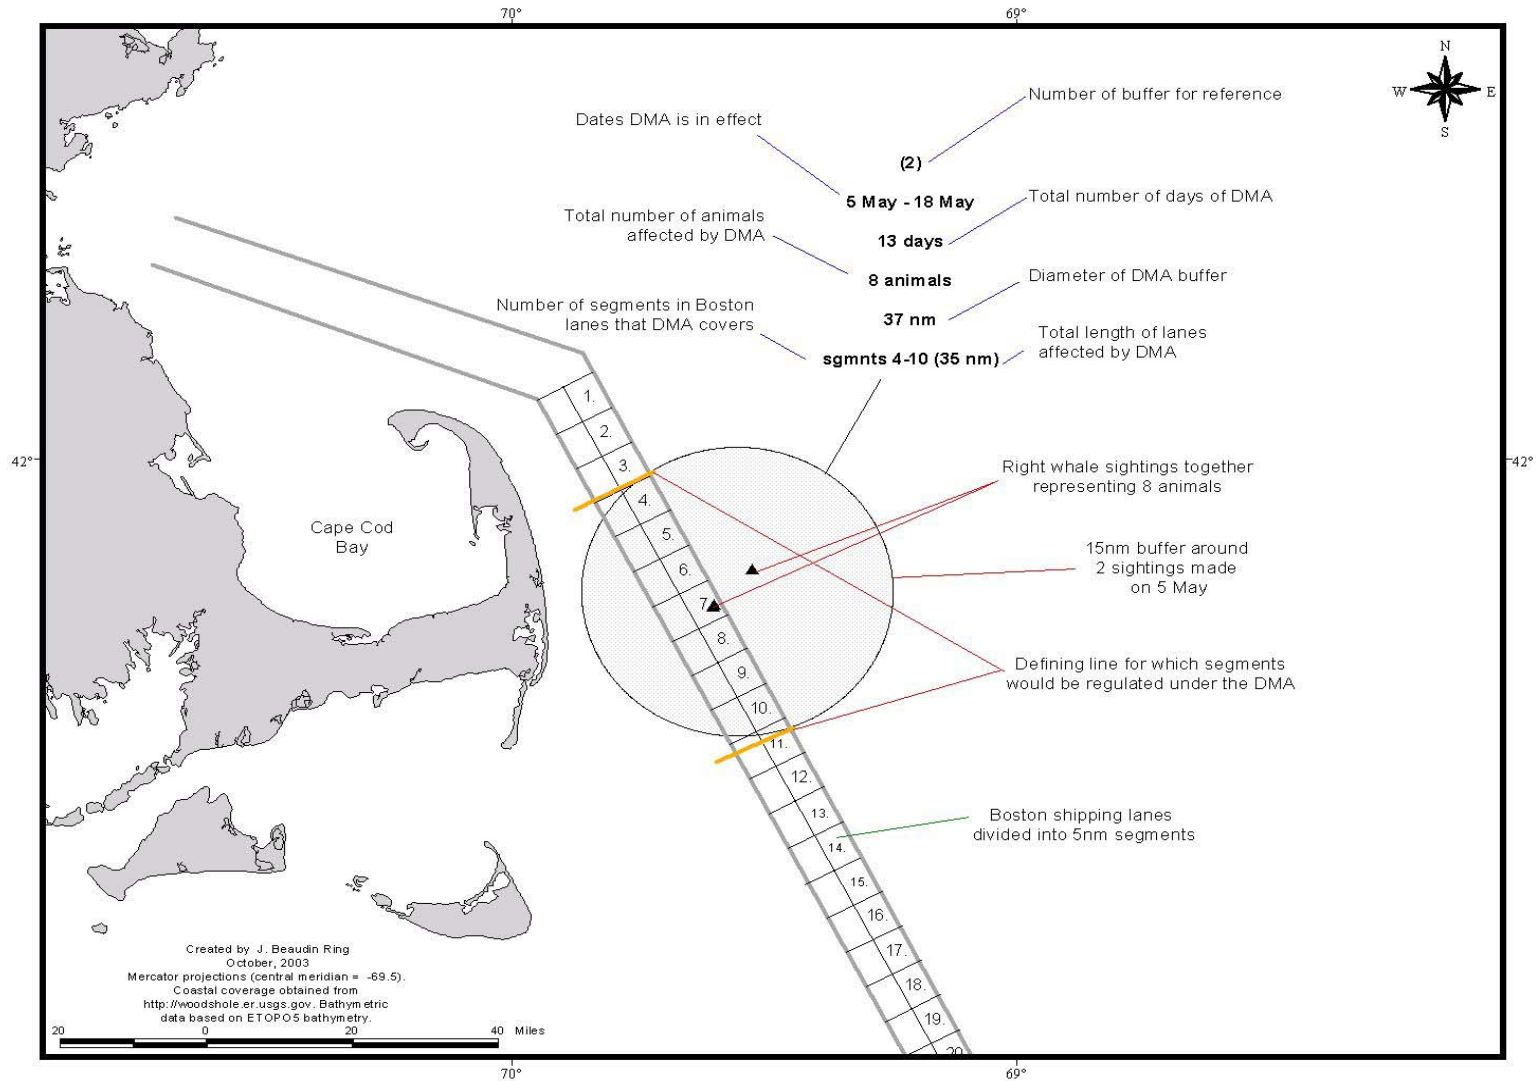 70°
69°
N
W
E
S
Number of buffer for reference
Dates DMA is in effect
(2)
5 May - 18 May
Total number of days of DMA
Total number of animals
affected by DMA
13 days
8 animals
Diameter of DMA buffer
Number of segments in Boston
lanes that DMA covers
37 nm
Total length of lanes
affected by DMA
sgmnts 4-10 (35 nm)
1.
2.
3.
42°
42°
Right whale sightings together
representing 8 animals
4.
Cape Cod
Bay
5.
15nm buffer around
2 sightings made
on 5 May
6.
7
8.
9.
Defining line for which segments
would be regulated under the DMA
10.
11.
12.
13.
Boston shipping lanes
divided into 5nm segments
14.
15.
16.
17.
18.
19.
20
Created by J. Beaudin Ring
October, 2003
Mercator projections (central meridian = -69.5).
Coastal coverage obtained from
http://woodshole.er.usgs.gov. Bathymetric
data based on ETOPO5 bathymetry.
20 0 20 40 Miles
70°
69°